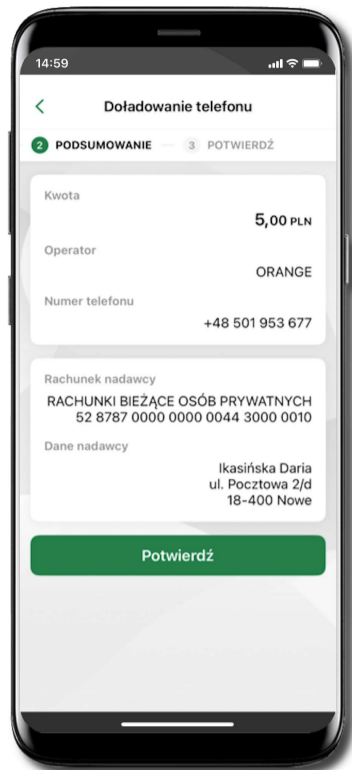 14:59
Doładowanie telefonu
2 PODSUMOWANIE 3 POTWIERDŹ
Kwota
5,00 PLN
Operator
ORANGE
Numer telefonu
+48 501 953 677
Rachunek nadawcy
RACHUNKI BIEŻĄCE OSÓB PRYWATNYCH
52 8787 0000 0000 0044 3000 0010
Dane nadawcy
Ikasińska Daria
ul. Pocztowa 2/d
18-400 Nowe
Potwierdź